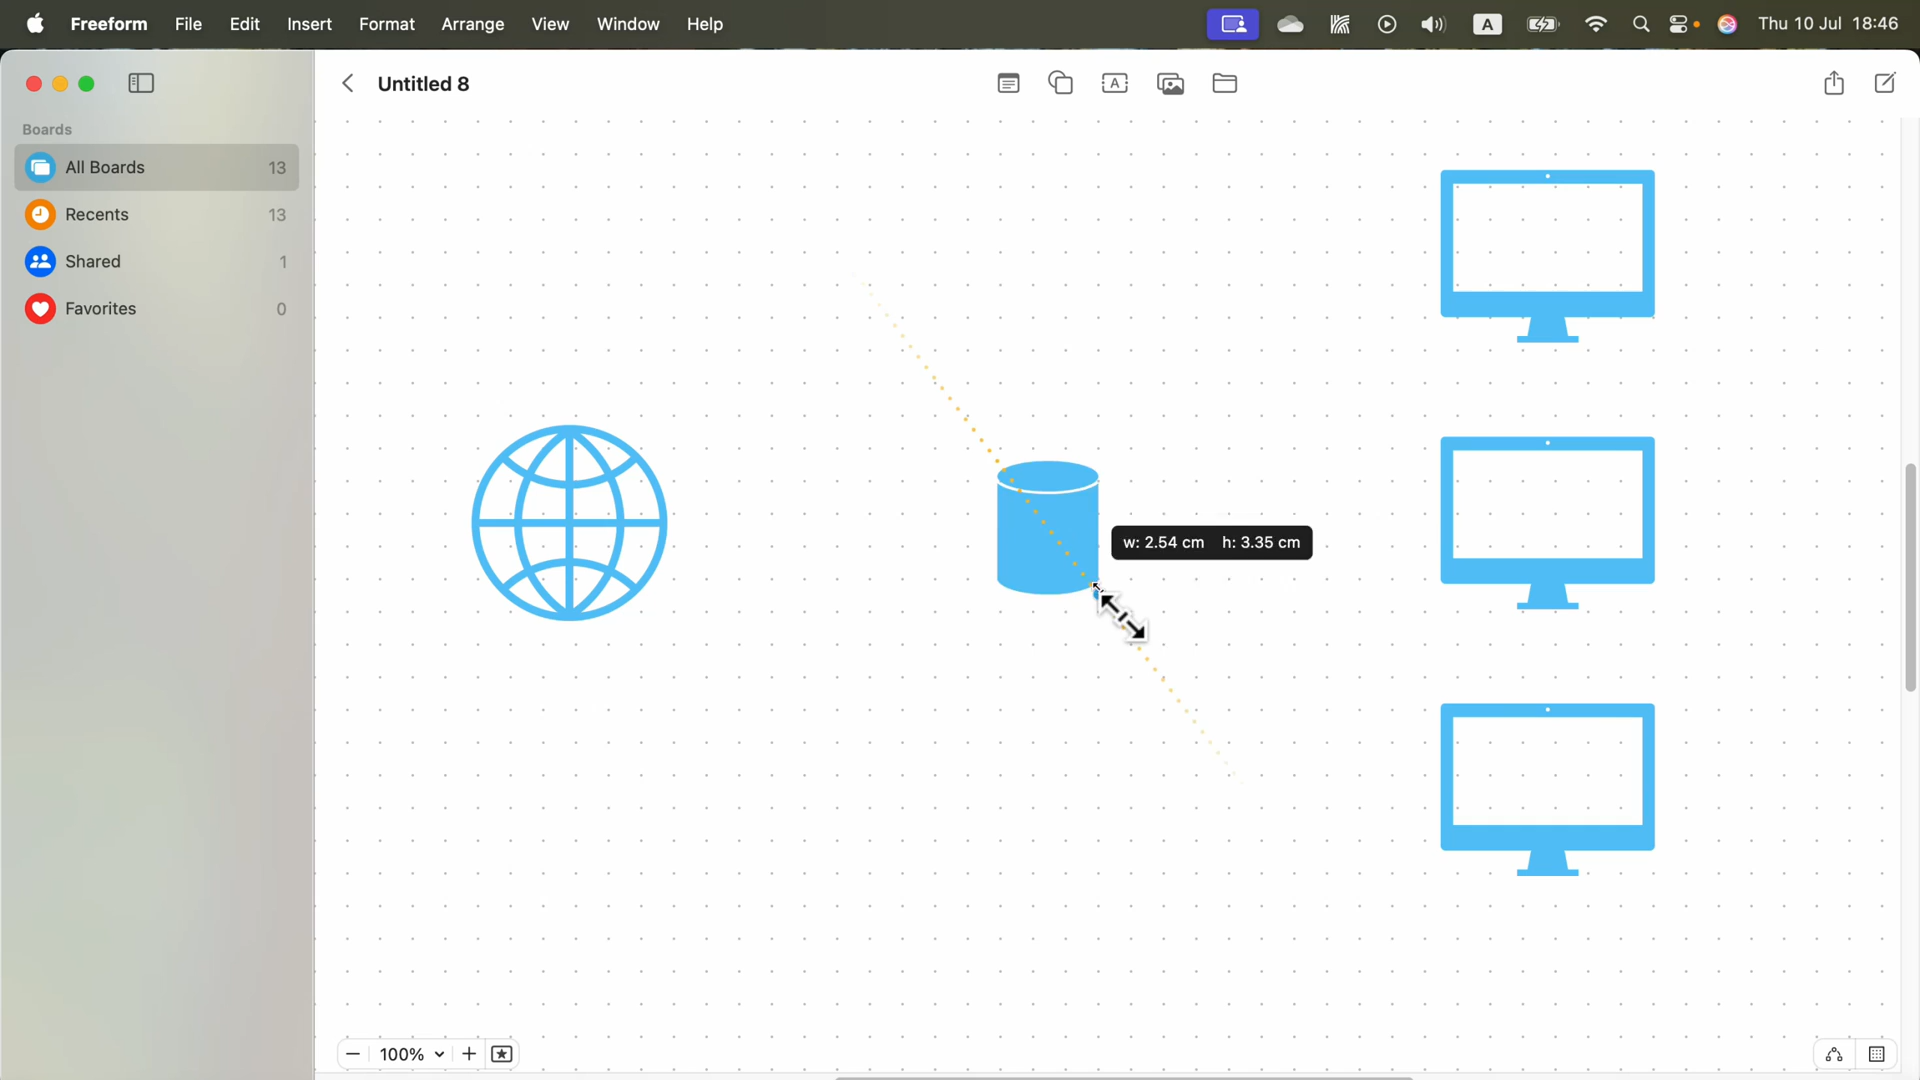 Freeform File Edit Insert Format Arrange View Window Help A Thu 10 Jul 18:46
Untitled 8
A
Boards
All Boards 13
Recents 13
Shared 1
Favorites 0
w: 2.54 cm h: 3.35 cm
100%